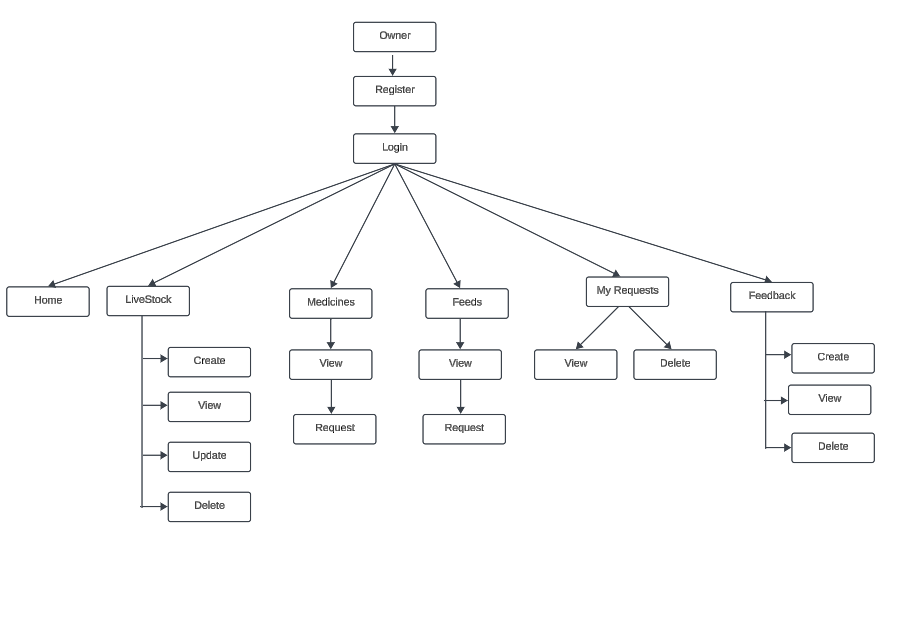 Owner
Register
Login
Home
LiveStock
Medicines
Feeds
My Requests
Feedback
Create
View
Update
Delete
View
Request
View
Request
View
Delete
Create
View
Delete